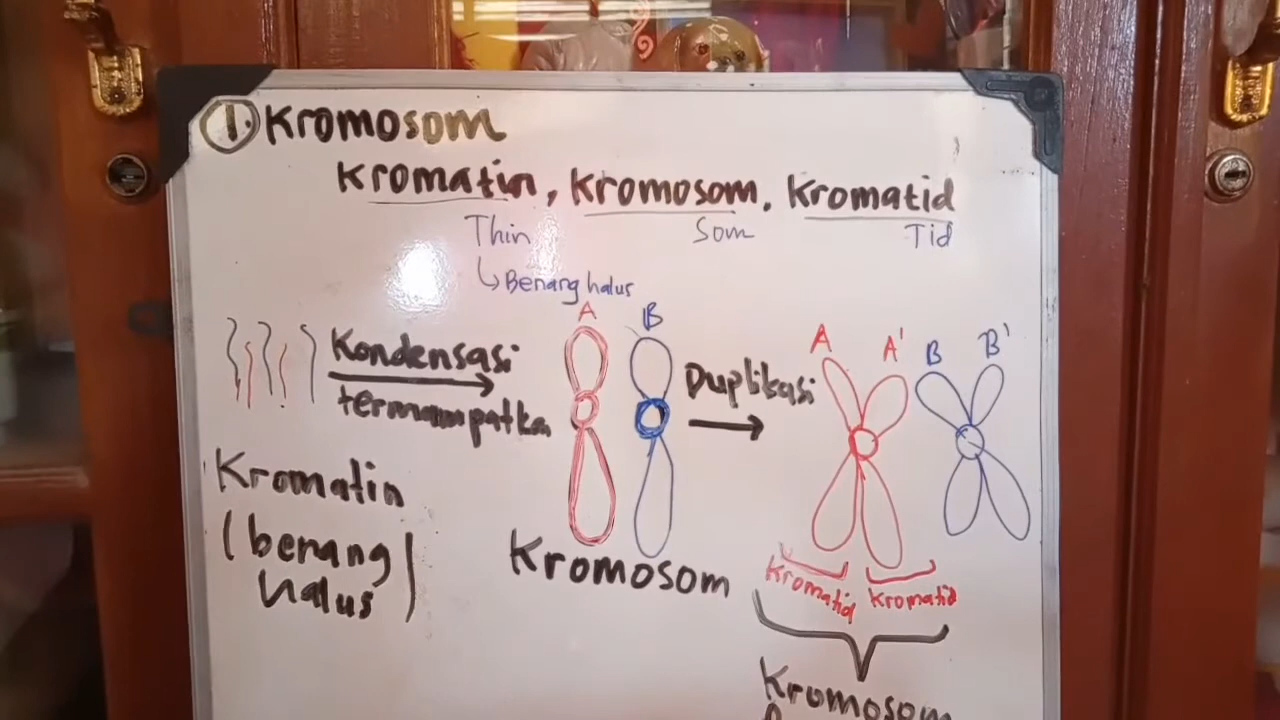 1. Kromosom
Kromatin, Kromosom, Kromatid
Thin Som Tid
↳ Benang halus
A B
A A' B B'
Kondensasi
termampatka
Duplikasi
Kromatin
(benang
halus)
Kromosom
Kromatid Kromatid
Kromosom